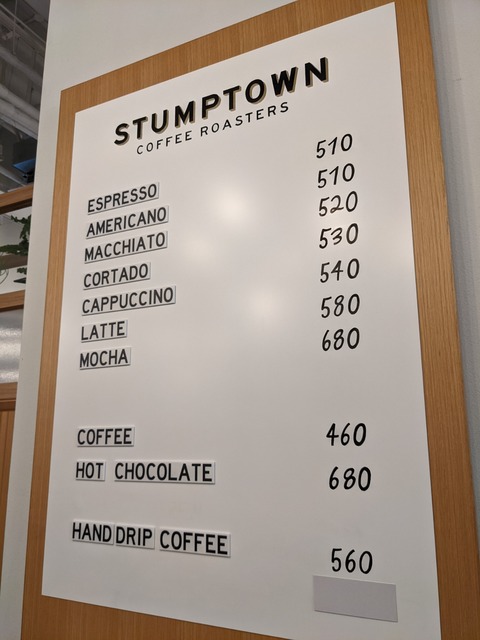 STUMPTOWN
COFFEE ROASTERS
ESPRESSO 510
AMERICANO 510
MACCHIATO 520
CORTADO 530
CAPPUCCINO 540
LATTE 580
MOCHA 680
COFFEE 460
HOT CHOCOLATE 680
HAND DRIP COFFEE 560